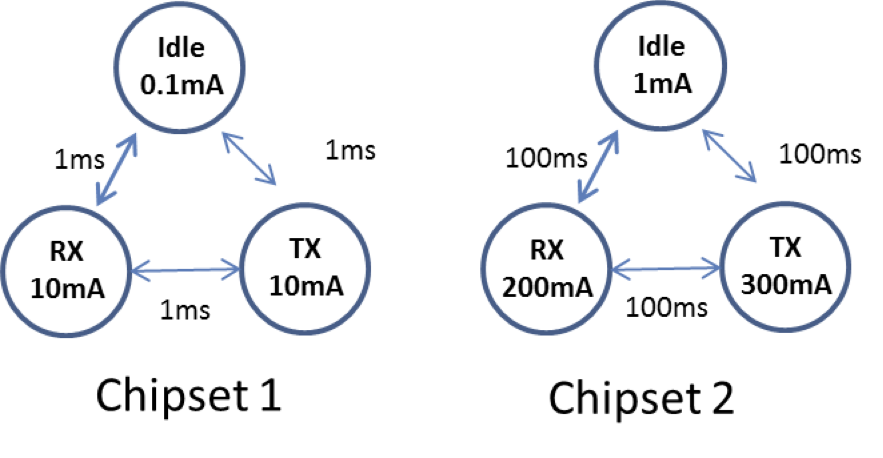 Idle
0.1mA
1ms
1ms
RX
10mA
TX
10mA
1ms
Chipset 1
Idle
1mA
100ms
100ms
RX
200mA
TX
300mA
100ms
Chipset 2